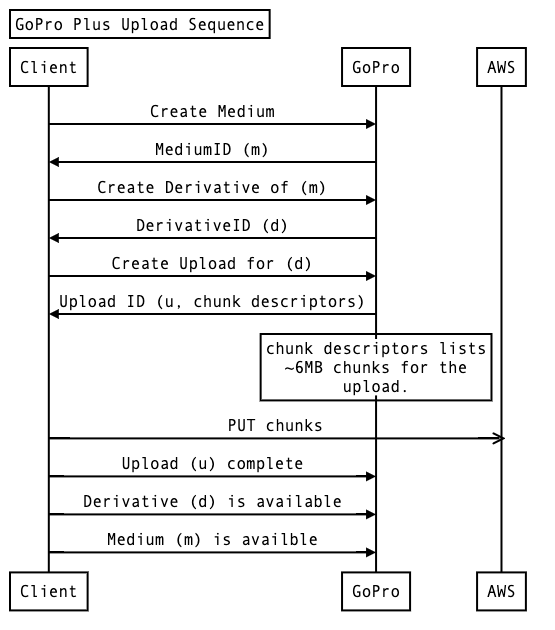 GoPro Plus Upload Sequence
Client
GoPro
AWS
Create Medium
MediumID (m)
Create Derivative of (m)
DerivativeID (d)
Create Upload for (d)
Upload ID (u, chunk descriptors)
chunk descriptors lists
~6MB chunks for the
upload.
PUT chunks
Upload (u) complete
Derivative (d) is available
Medium (m) is availble
Client
GoPro
AWS